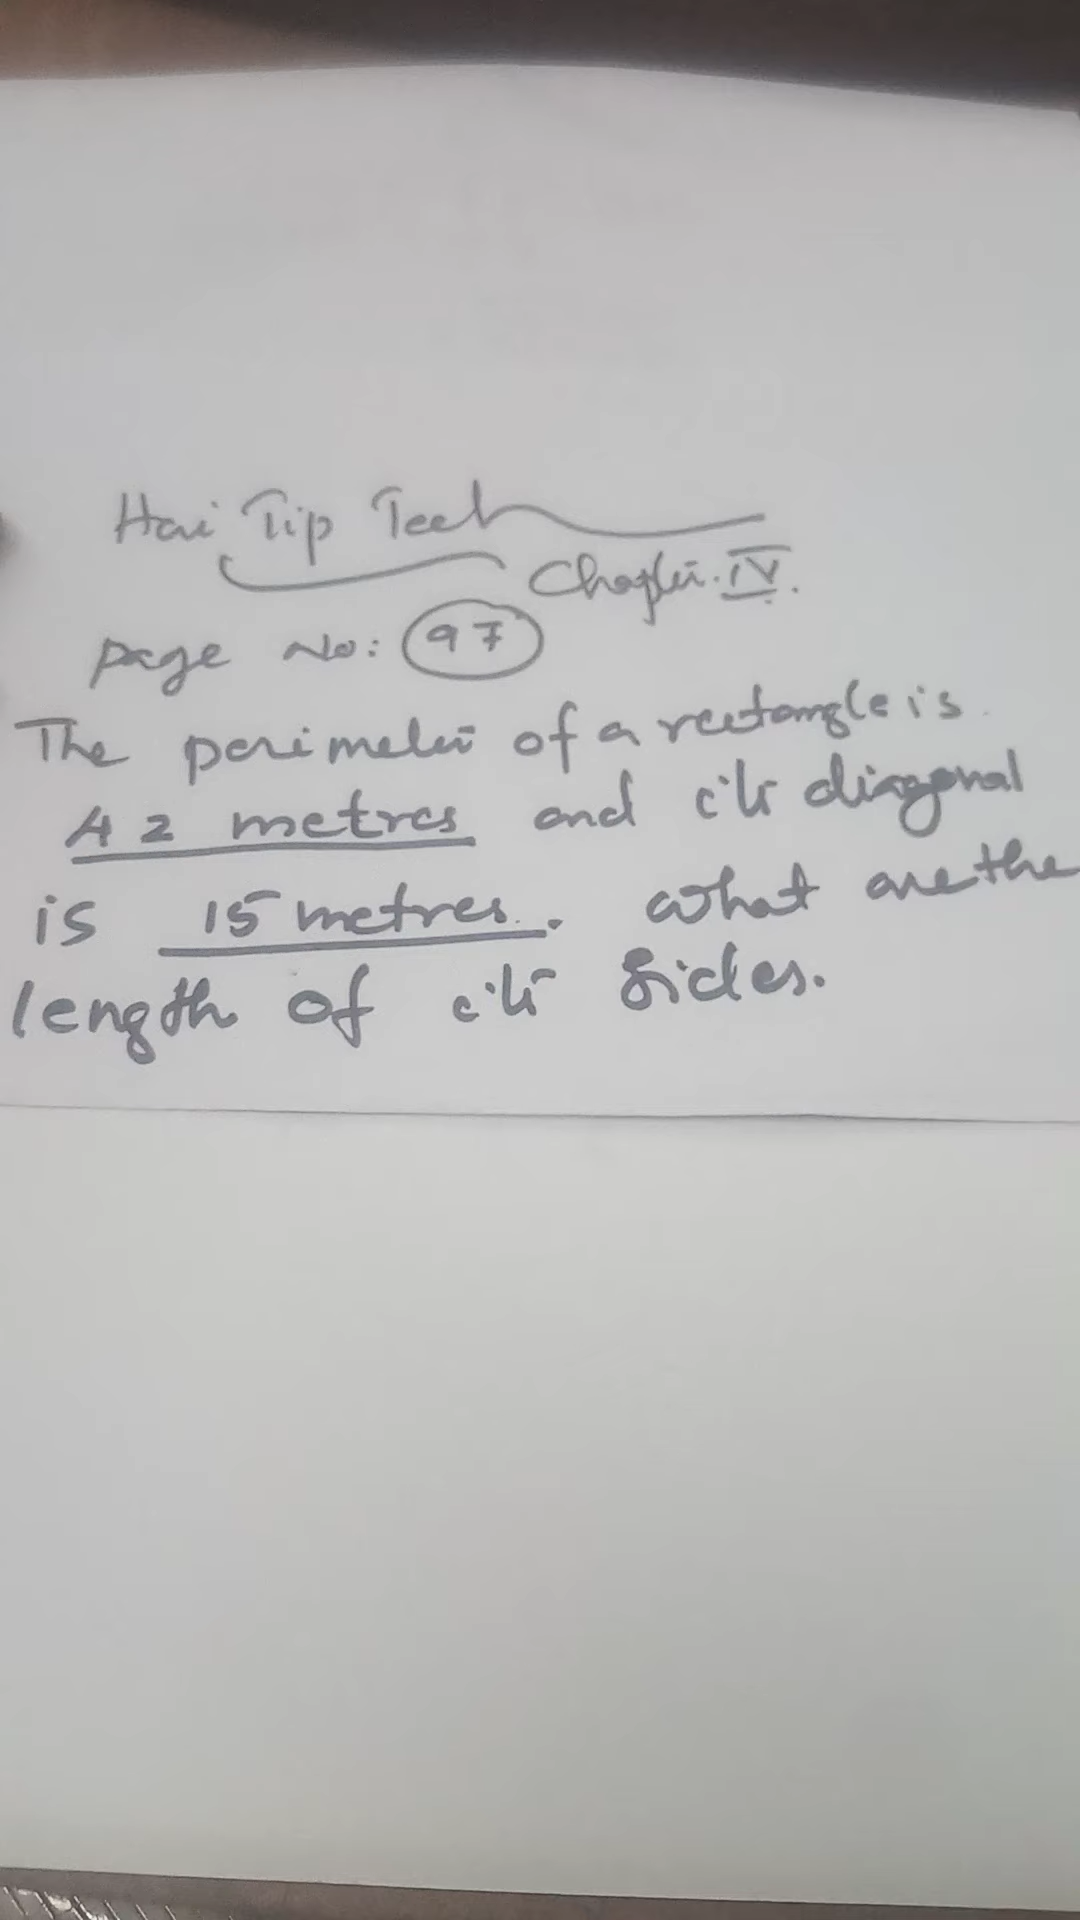 Hai Tip Tech
Chapter. IV.
Page No: 97
The perimeter of a rectangle is
42 metres and its diagonal
is 15 metres. What are the
length of its sides.